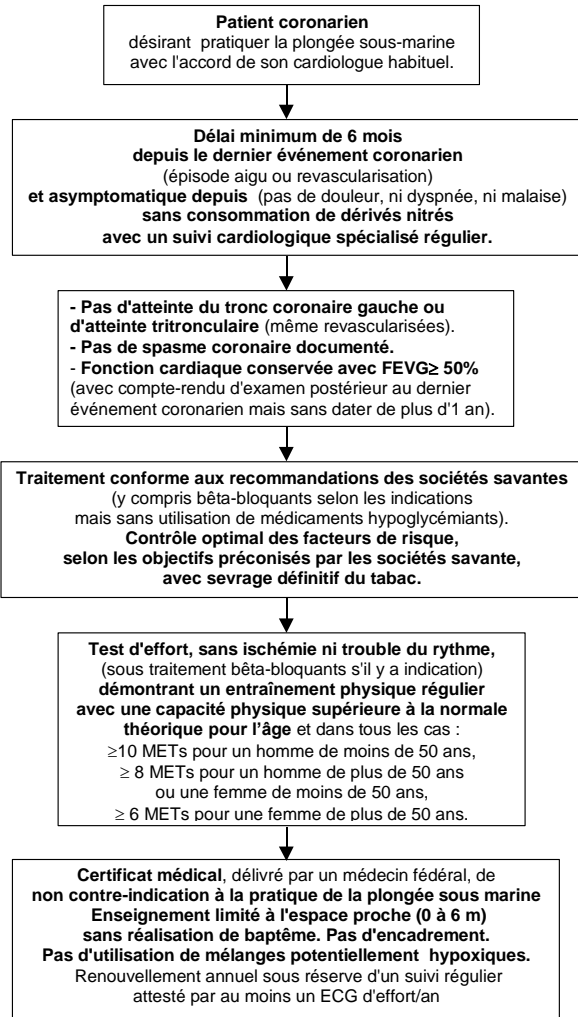 Patient coronarien
désirant pratiquer la plongée sous-marine
avec l'accord de son cardiologue habituel.
Délai minimum de 6 mois
depuis le dernier événement coronarien
(épisode aigu ou revascularisation)
et asymptomatique depuis (pas de douleur, ni dyspnée, ni malaise)
sans consommation de dérivés nitrés
avec un suivi cardiologique spécialisé régulier.
- Pas d'atteinte du tronc coronaire gauche ou
d'atteinte tritronculaire (même revascularisées).
- Pas de spasme coronaire documenté.
- Fonction cardiaque conservée avec FEVG≥ 50%
(avec compte-rendu d'examen postérieur au dernier
événement coronarien mais sans dater de plus d'1 an).
Traitement conforme aux recommandations des sociétés savantes
(y compris bêta-bloquants selon les indications
mais sans utilisation de médicaments hypoglycémiants).
Contrôle optimal des facteurs de risque,
selon les objectifs préconisés par les sociétés savante,
avec sevrage définitif du tabac.
Test d'effort, sans ischémie ni trouble du rythme,
(sous traitement bêta-bloquants s'il y a indication)
démontrant un entraînement physique régulier
avec une capacité physique supérieure à la normale
théorique pour l'âge et dans tous les cas :
≥10 METs pour un homme de moins de 50 ans,
≥ 8 METs pour un homme de plus de 50 ans
ou une femme de moins de 50 ans,
≥ 6 METs pour une femme de plus de 50 ans.
Certificat médical, délivré par un médecin fédéral, de
non contre-indication à la pratique de la plongée sous marine
Enseignement limité à l'espace proche (0 à 6 m)
sans réalisation de baptême. Pas d'encadrement.
Pas d'utilisation de mélanges potentiellement hypoxiques.
Renouvellement annuel sous réserve d'un suivi régulier
attesté par au moins un ECG d'effort/an